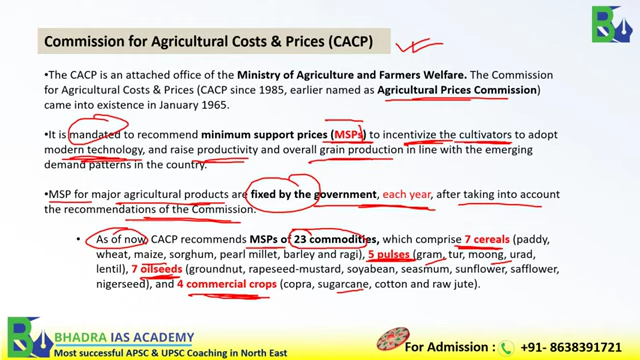 Commission for Agricultural Costs & Prices (CACP)
• The CACP is an attached office of the Ministry of Agriculture and Farmers Welfare. The Commission
for Agricultural Costs & Prices (CACP since 1985, earlier named as Agricultural Prices Commission)
came into existence in January 1965.
• It is mandated to recommend minimum support prices (MSPs) to incentivize the cultivators to adopt
modern technology, and raise productivity and overall grain production in line with the emerging
demand patterns in the country.
• MSP for major agricultural products are fixed by the government, each year, after taking into account
the recommendations of the Commission.
• As of now, CACP recommends MSPs of 23 commodities, which comprise 7 cereals (paddy,
wheat, maize, sorghum, pearl millet, barley and ragi), 5 pulses (gram, tur, moong, urad,
lentil), 7 oilseeds (groundnut, rapeseed-mustard, soyabean, seasmum, sunflower, safflower,
nigerseed), and 4 commercial crops (copra, sugarcane, cotton and raw jute).
BHADRA IAS ACADEMY
Most successful APSC & UPSC Coaching in North East
For Admission : +91- 8638391721